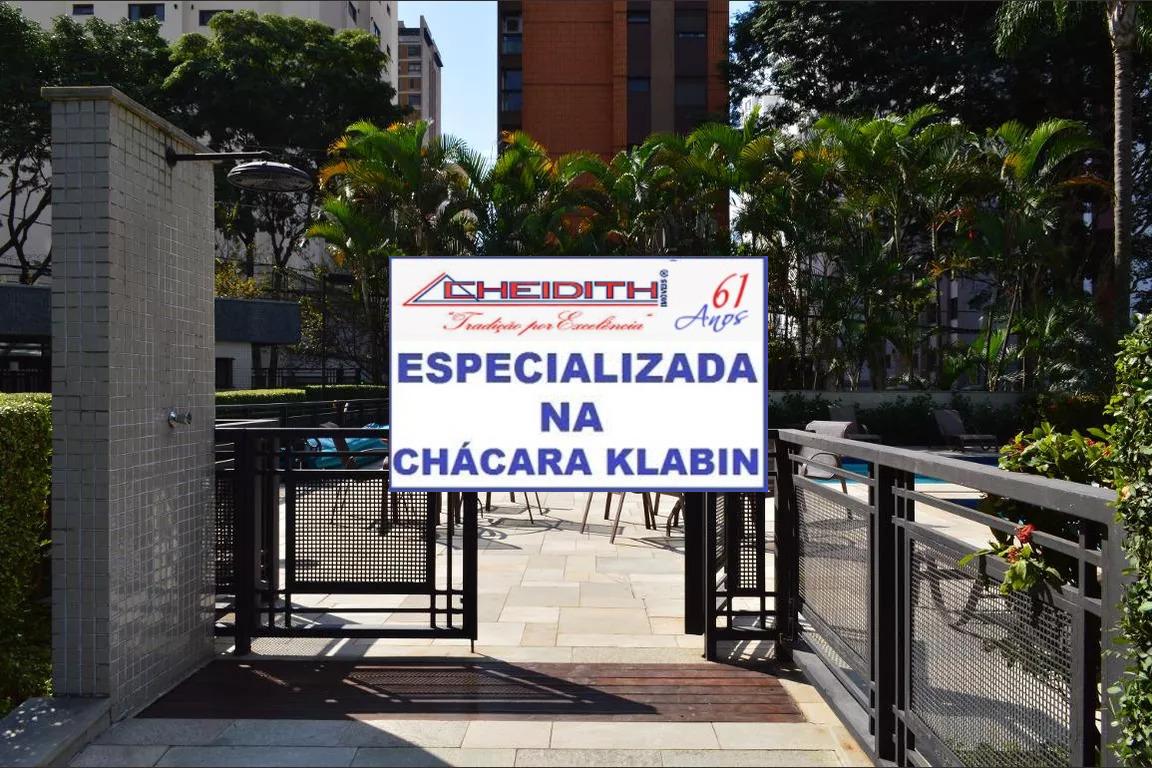 CHEIDITH IMÓVEIS ®
61
Anos
"Tradição por Excelência"
ESPECIALIZADA
NA
CHÁCARA KLABIN